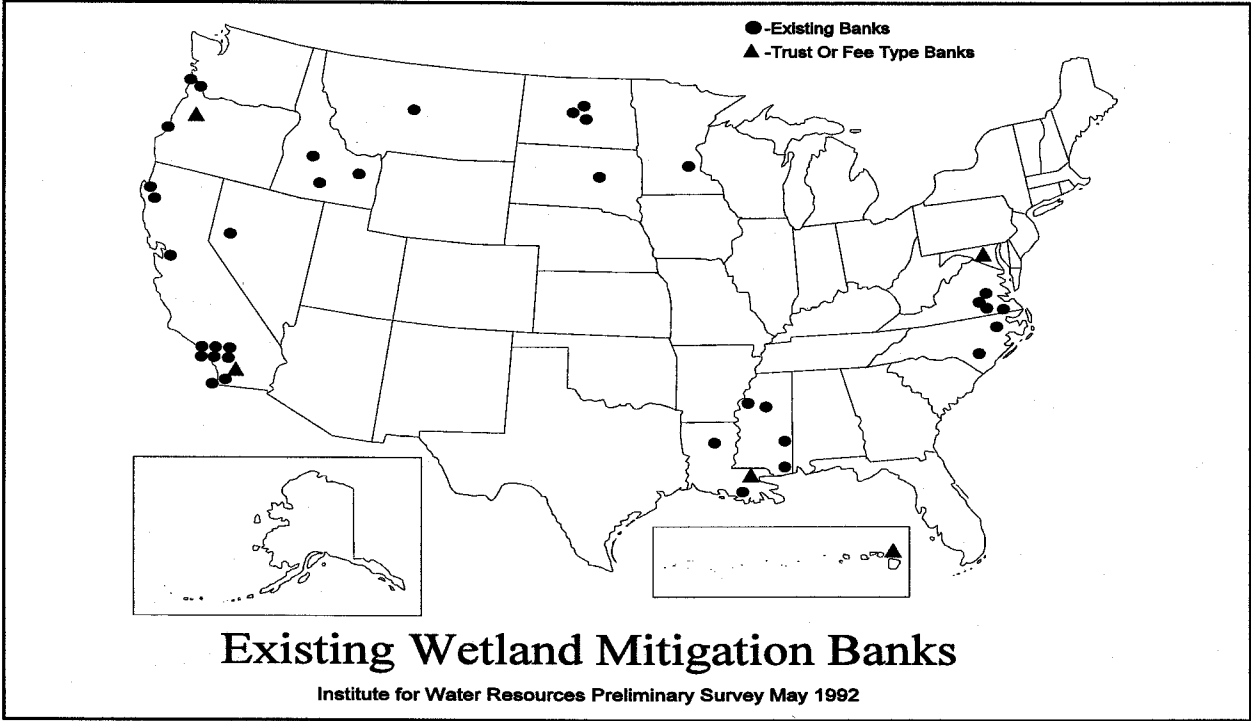 -Existing Banks
-Trust Or Fee Type Banks
Existing Wetland Mitigation Banks
Institute for Water Resources Preliminary Survey May 1992